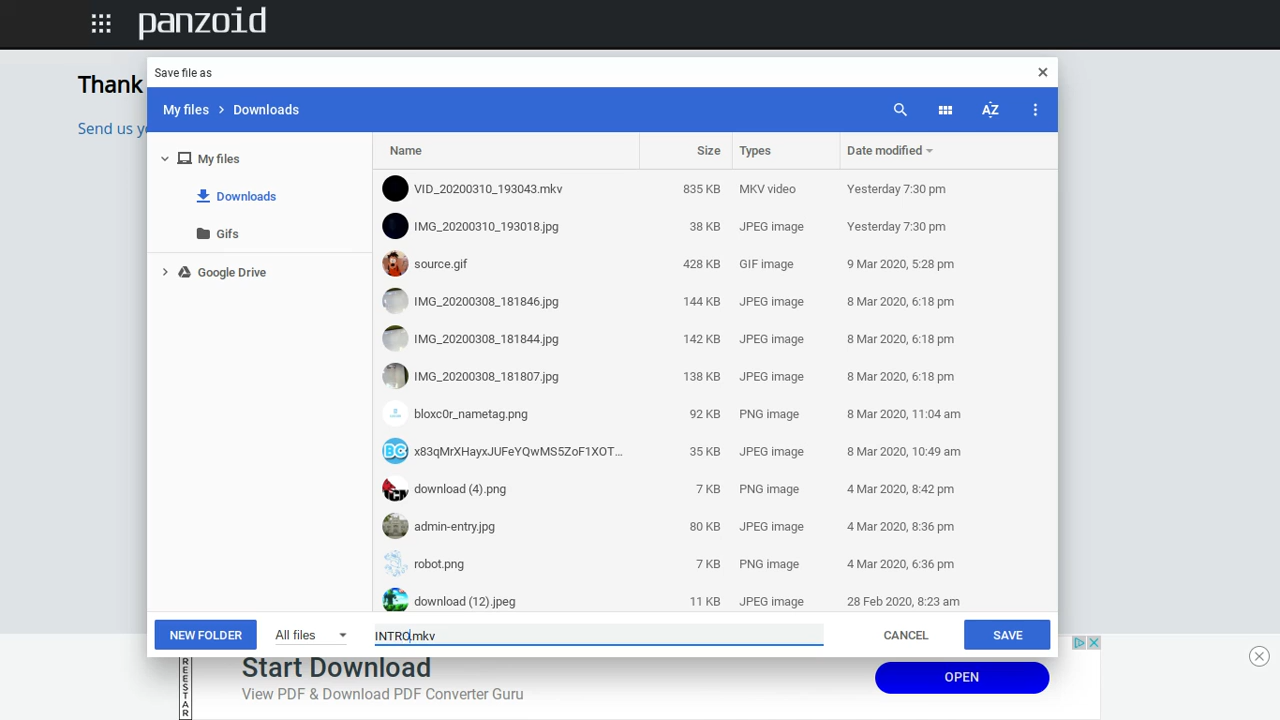 panzoid
Thank
Send us yo
Save file as
My files > Downloads
AZ
My files
Downloads
Gifs
Google Drive
Name Size Types Date modified
VID_20200310_193043.mkv 835 KB MKV video Yesterday 7:30 pm
IMG_20200310_193018.jpg 38 KB JPEG image Yesterday 7:30 pm
source.gif 428 KB GIF image 9 Mar 2020, 5:28 pm
IMG_20200308_181846.jpg 144 KB JPEG image 8 Mar 2020, 6:18 pm
IMG_20200308_181844.jpg 142 KB JPEG image 8 Mar 2020, 6:18 pm
IMG_20200308_181807.jpg 138 KB JPEG image 8 Mar 2020, 6:18 pm
bloxc0r_nametag.png 92 KB PNG image 8 Mar 2020, 11:04 am
x83qMrXHayxJUFeYQwMS5ZoF1XOT... 35 KB JPEG image 8 Mar 2020, 10:49 am
download (4).png 7 KB PNG image 4 Mar 2020, 8:42 pm
admin-entry.jpg 80 KB JPEG image 4 Mar 2020, 8:36 pm
robot.png 7 KB PNG image 4 Mar 2020, 6:36 pm
download (12).jpeg 11 KB JPEG image 28 Feb 2020, 8:23 am
NEW FOLDER All files INTRO.mkv CANCEL SAVE
REESTAR
Start Download
View PDF & Download PDF Converter Guru
OPEN